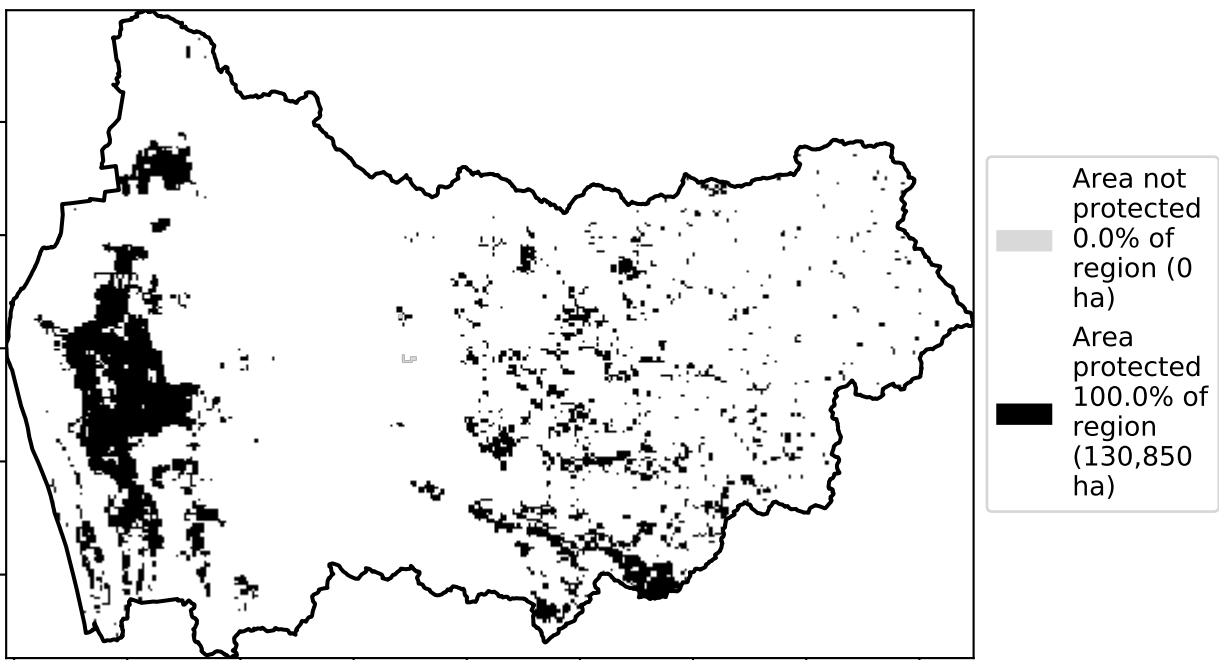 Area not
protected
0.0% of
region (0
ha)
Area
protected
100.0% of
region
(130,850
ha)